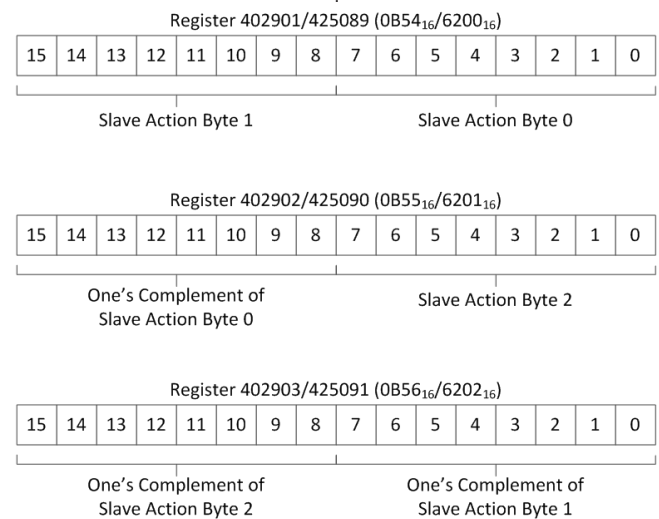 Register 402901/425089 (0B54₁₆/6200₁₆)
15 14 13 12 11 10 9 8 7 6 5 4 3 2 1 0
Slave Action Byte 1 Slave Action Byte 0
Register 402902/425090 (0B55₁₆/6201₁₆)
15 14 13 12 11 10 9 8 7 6 5 4 3 2 1 0
One’s Complement of
Slave Action Byte 0
Slave Action Byte 2
Register 402903/425091 (0B56₁₆/6202₁₆)
15 14 13 12 11 10 9 8 7 6 5 4 3 2 1 0
One’s Complement of
Slave Action Byte 2
One’s Complement of
Slave Action Byte 1